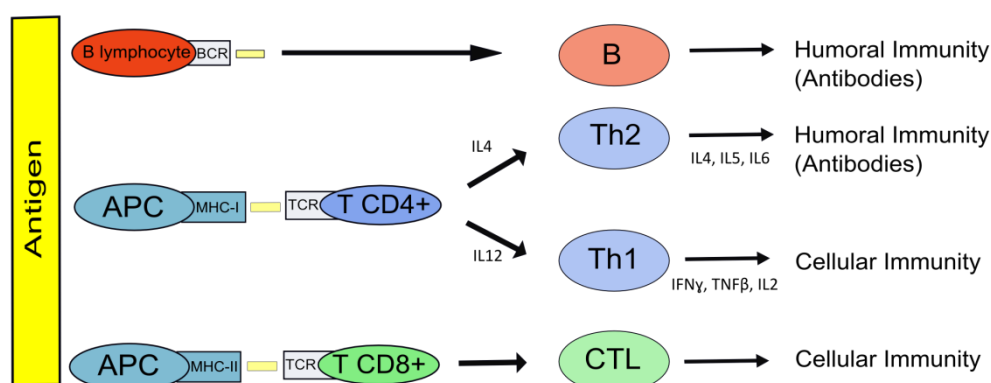 Antigen
B lymphocyte
BCR
B
Humoral Immunity
(Antibodies)
IL4
Th2
IL4, IL5, IL6
Humoral Immunity
(Antibodies)
APC
MHC-I
TCR
T CD4+
IL12
Th1
IFNɣ, TNFβ, IL2
Cellular Immunity
APC
MHC-II
TCR
T CD8+
CTL
Cellular Immunity